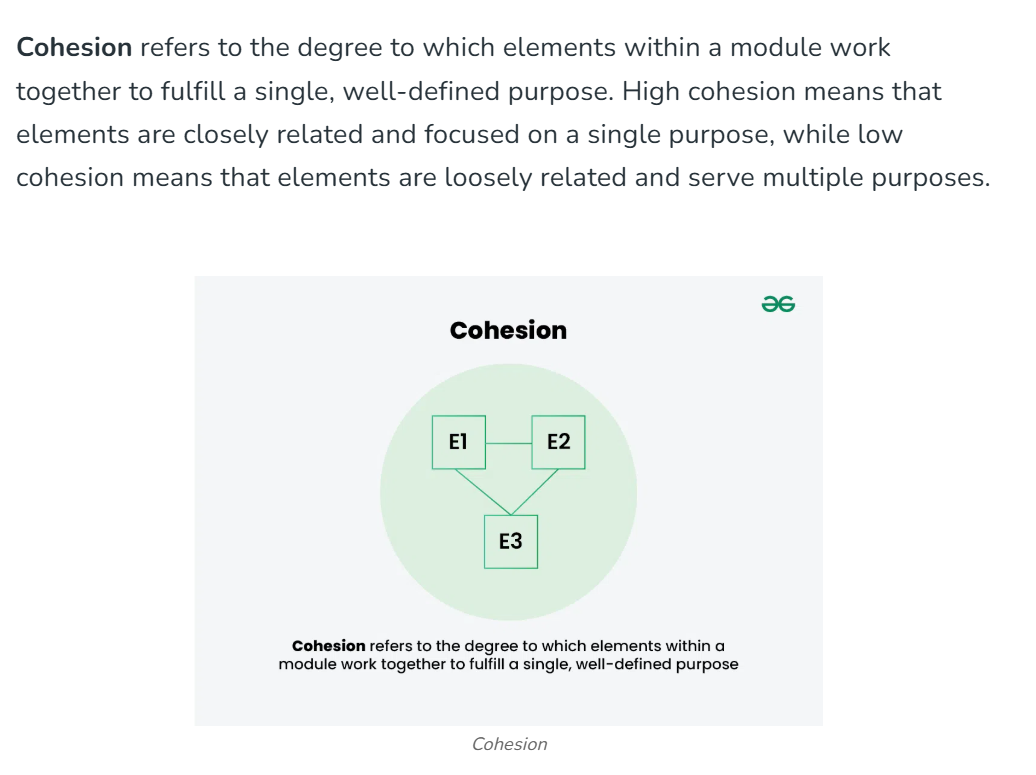 Cohesion refers to the degree to which elements within a module work
together to fulfill a single, well-defined purpose. High cohesion means that
elements are closely related and focused on a single purpose, while low
cohesion means that elements are loosely related and serve multiple purposes.
Cohesion
E1
E2
E3
Cohesion refers to the degree to which elements within a
module work together to fulfill a single, well-defined purpose
Cohesion